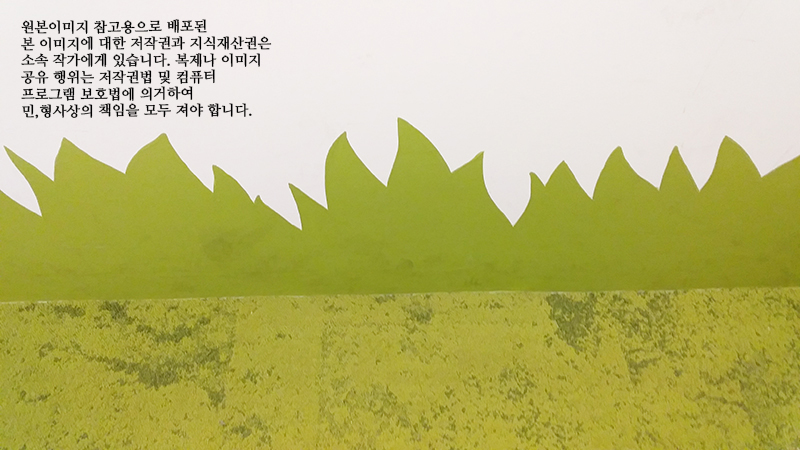 원본이미지 참고용으로 배포된
본 이미지에 대한 저작권과 지식재산권은
소속 작가에게 있습니다. 복제나 이미지
공유 행위는 저작권법 및 컴퓨터
프로그램 보호법에 의거하여
민,형사상의 책임을 모두 져야 합니다.